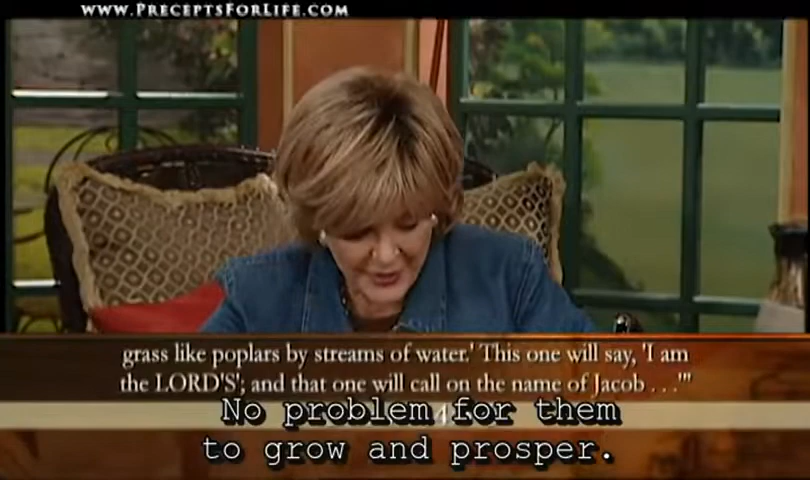 www.PreceptsForLife.com
grass like poplars by streams of water.' This one will say, 'I am
the LORD'S'; and that one will call on the name of Jacob . . .'"
No problem for them
to grow and prosper.